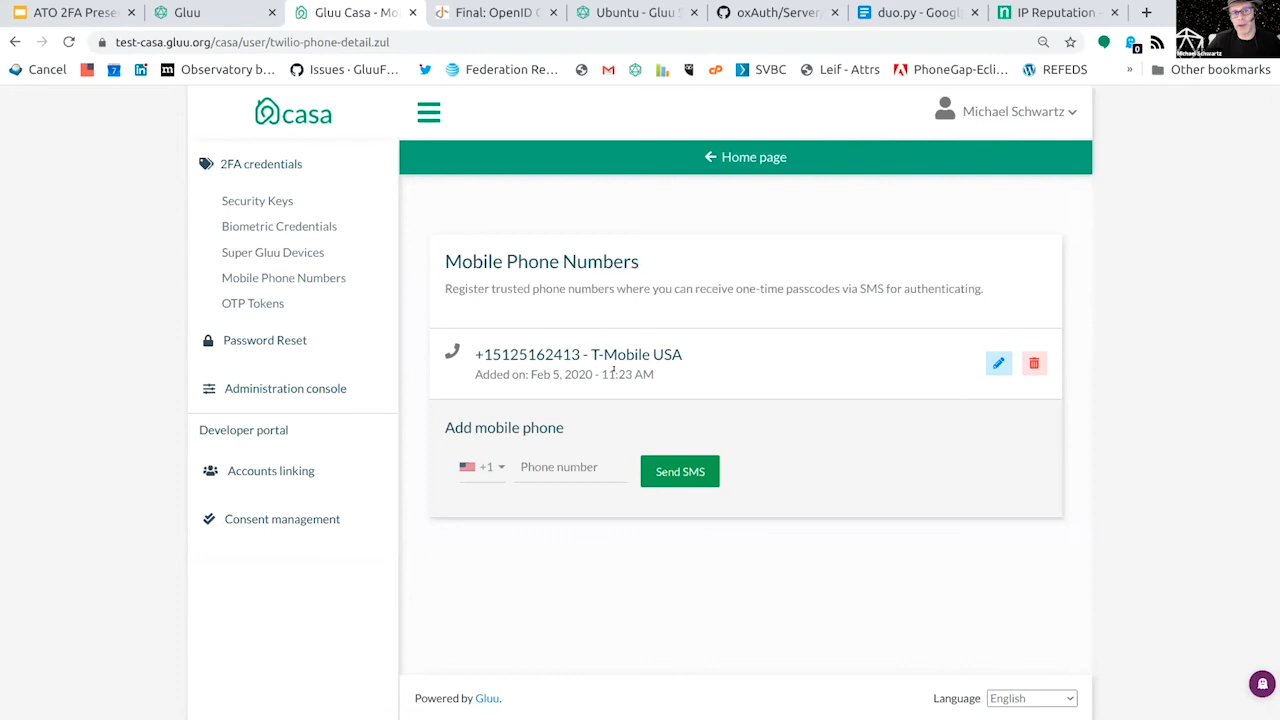 ATO 2FA Prese
Gluu
Gluu Casa - Mo
Final: OpenID C
Ubuntu - Gluu S
oxAuth/Server
duo.py - Googl
IP Reputation -
test-casa.gluu.org/casa/user/twilio-phone-detail.zul
Michael Schwartz
Cancel
Observatory b...
Issues · GluuF...
Federation Re...
SVBC
Leif - Attrs
PhoneGap-Ecli...
REFEDS
»
Other bookmarks
casa
Michael Schwartz
Home page
2FA credentials
Security Keys
Biometric Credentials
Super Gluu Devices
Mobile Phone Numbers
OTP Tokens
Password Reset
Administration console
Developer portal
Accounts linking
Consent management
Mobile Phone Numbers
Register trusted phone numbers where you can receive one-time passcodes via SMS for authenticating.
+15125162413 - T-Mobile USA
Added on: Feb 5, 2020 - 11:23 AM
Add mobile phone
+1
Phone number
Send SMS
Powered by Gluu.
Language
English